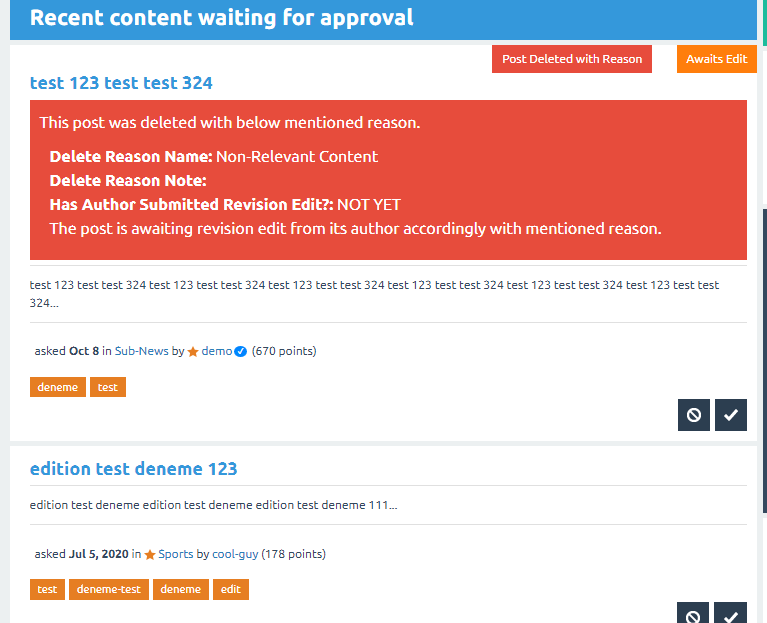 Recent content waiting for approval
Post Deleted with Reason
Awaits Edit
test 123 test test 324
This post was deleted with below mentioned reason.
Delete Reason Name: Non-Relevant Content
Delete Reason Note:
Has Author Submitted Revision Edit?: NOT YET
The post is awaiting revision edit from its author accordingly with mentioned reason.
test 123 test test 324 test 123 test test 324 test 123 test test 324 test 123 test test 324 test 123 test test 324 test 123 test test
324...
asked Oct 8 in Sub-News by demo (670 points)
deneme test
edition test deneme 123
edition test deneme edition test deneme edition test deneme 111...
asked Jul 5, 2020 in Sports by cool-guy (178 points)
test deneme-test deneme edit